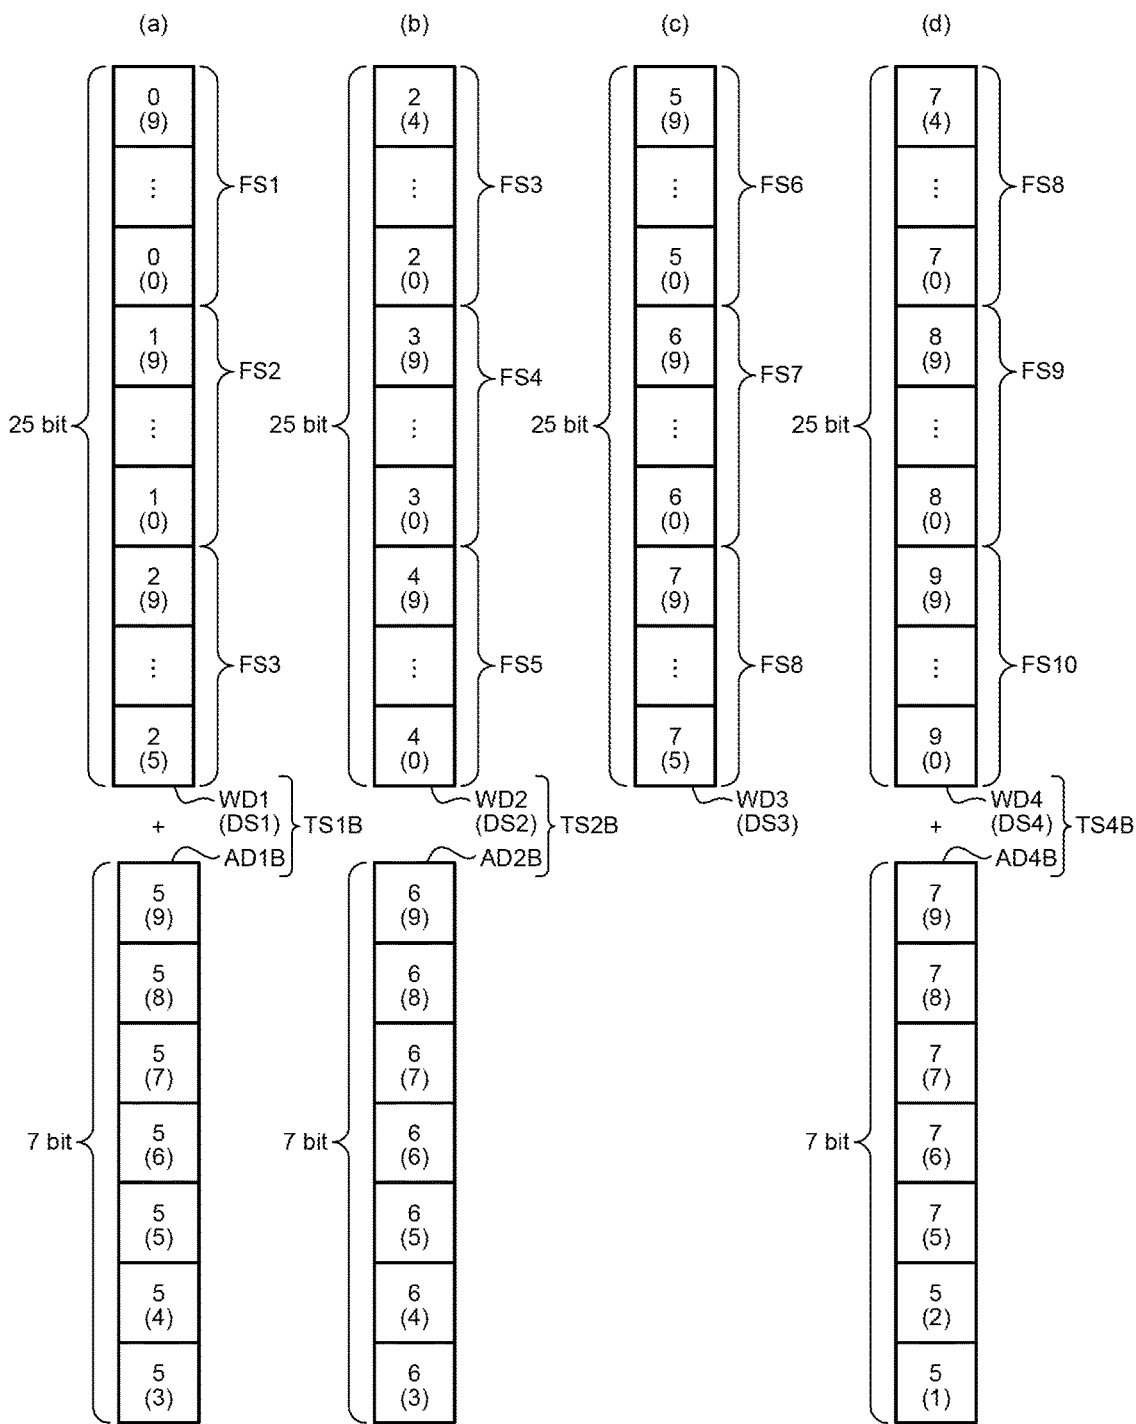 (a) (b) (c) (d)
0 2 5 7
(9) (4) (9) (4)
⋮ FS1 ⋮ FS3 ⋮ FS6 ⋮ FS8
0 2 5 7
(0) (0) (0) (0)
1 3 6 8
(9) (9) (9) (9)
FS2 FS4 FS7 FS9
25 bit ⋮ 25 bit ⋮ 25 bit ⋮ 25 bit ⋮
1 3 6 8
(0) (0) (0) (0)
2 4 7 9
(9) (9) (9) (9)
⋮ FS3 ⋮ FS5 ⋮ FS8 ⋮ FS10
2 4 7 9
(5) (0) (5) (0)
WD1 WD2 WD3 WD4
+ (DS1) TS1B (DS2) TS2B (DS3) + (DS4) TS4B
AD1B AD2B AD4B
5 6 7
(9) (9) (9)
5 6 7
(8) (8) (8)
5 6 7
(7) (7) (7)
7 bit 5 7 bit 6 7 bit 7
(6) (6) (6)
5 6 7
(5) (5) (5)
5 6 5
(4) (4) (2)
5 6 5
(3) (3) (1)